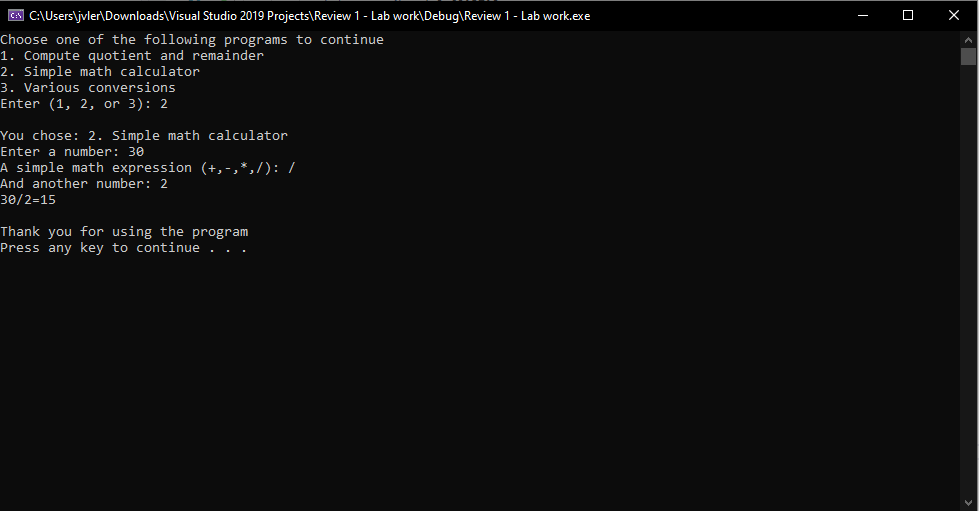 C:\Users\jvler\Downloads\Visual Studio 2019 Projects\Review 1 - Lab work\Debug\Review 1 - Lab work.exe
Choose one of the following programs to continue
1. Compute quotient and remainder
2. Simple math calculator
3. Various conversions
Enter (1, 2, or 3): 2
You chose: 2. Simple math calculator
Enter a number: 30
A simple math expression (+,-,*,/): /
And another number: 2
30/2=15
Thank you for using the program
Press any key to continue . . .